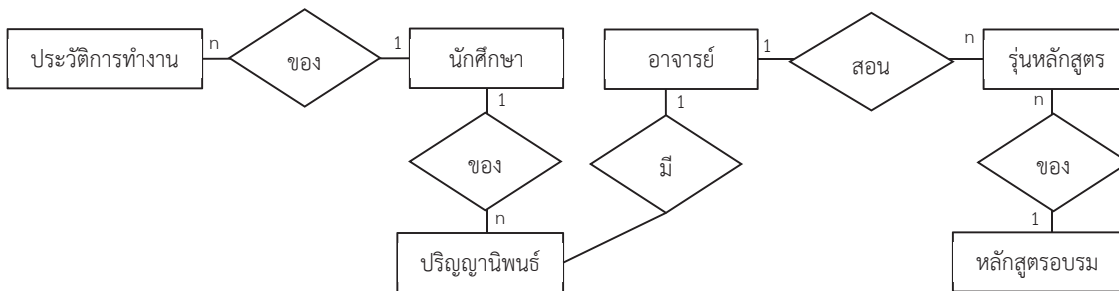 ประวัติการทำงาน
n
ของ
1
นักศึกษา
อาจารย์
1
สอน
n
รุ่นหลักสูตร
1
ของ
n
ปริญญานิพนธ์
1
มี
n
ของ
1
หลักสูตรอบรม